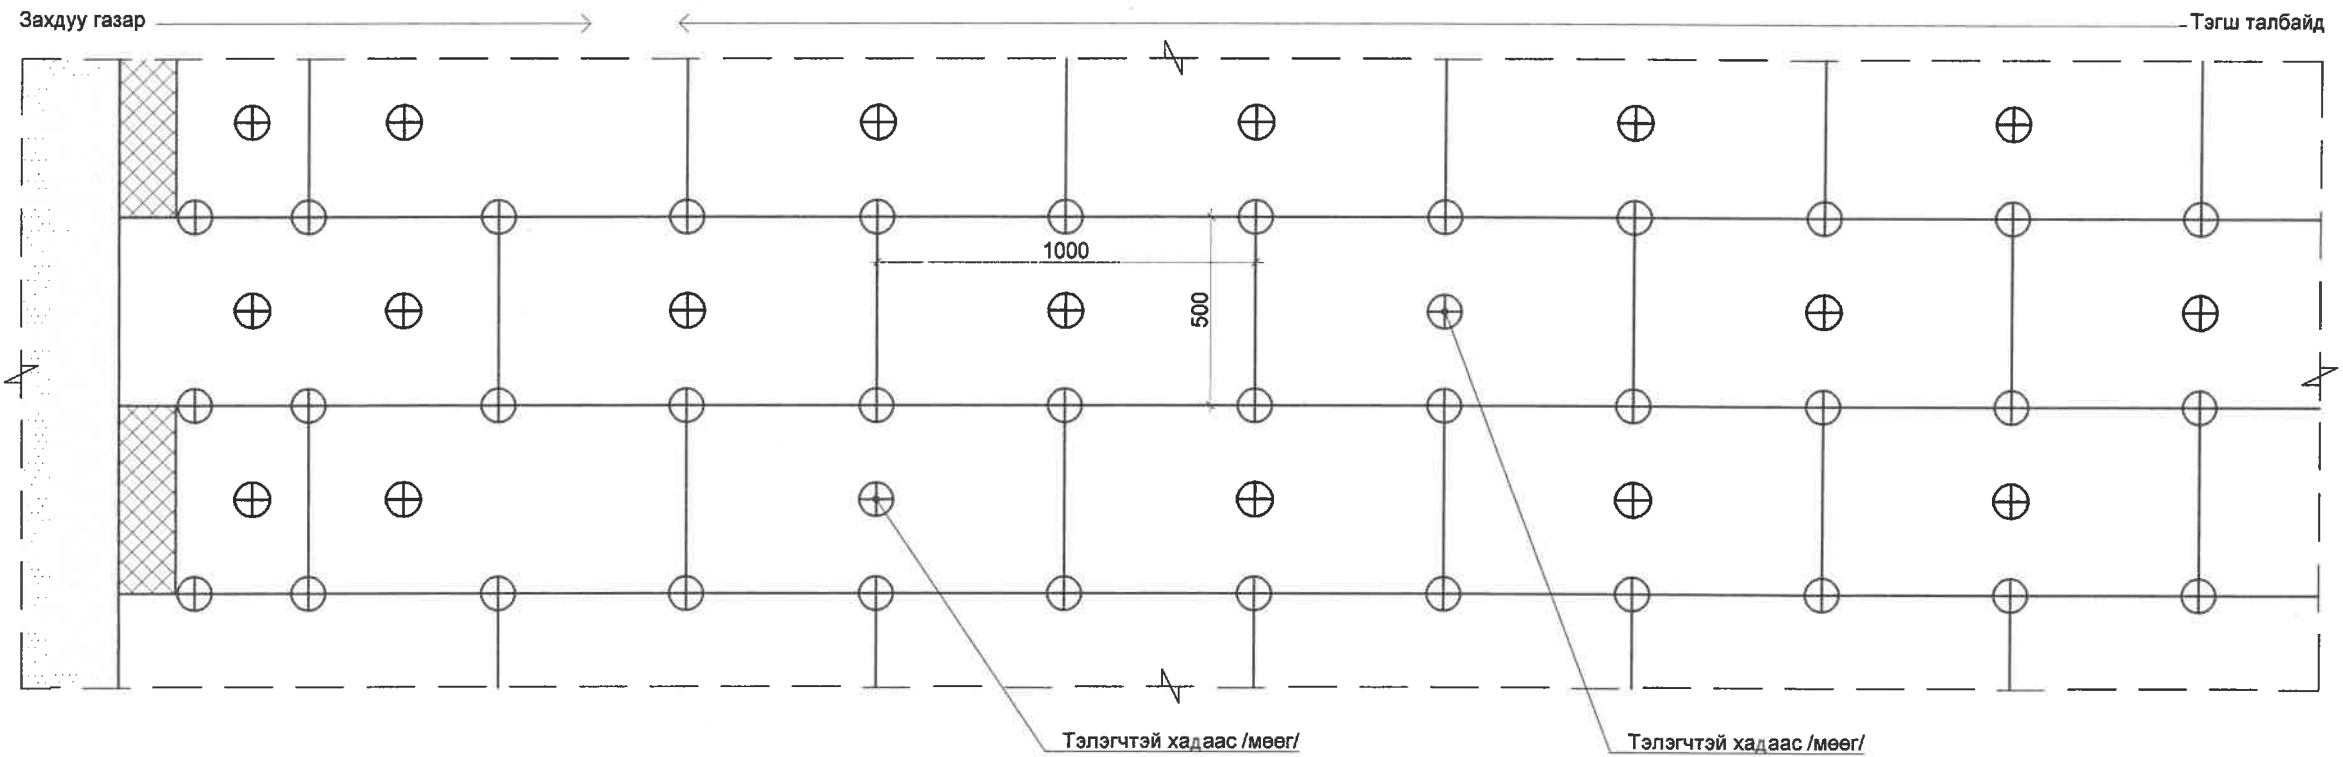 Захдуу газар
Тэгш талбайд
1000
500
Тэлэгчтэй хадаас /мөөг/
Тэлэгчтэй хадаас /мөөг/